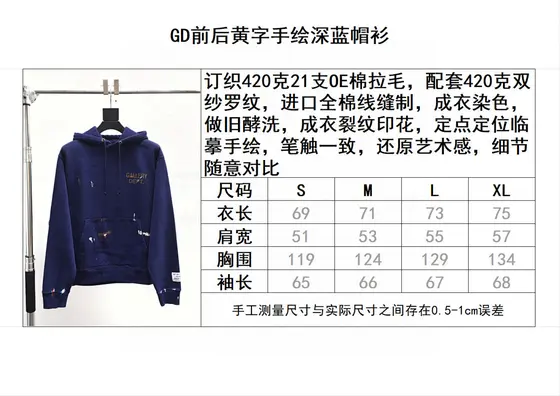 GD前后黄字手绘深蓝帽衫
订织420克21支OE棉拉毛，配套420克双
纱罗纹，进口全棉线缝制，成衣染色，
做旧酵洗，成衣裂纹印花，定点定位临
摹手绘，笔触一致，还原艺术感，细节
随意对比
尺码 S M L XL
衣长 69 71 73 75
肩宽 51 53 55 57
胸围 119 124 129 134
袖长 65 66 67 68
手工测量尺寸与实际尺寸之间存在0.5-1cm误差
GALLERY
DEPT.